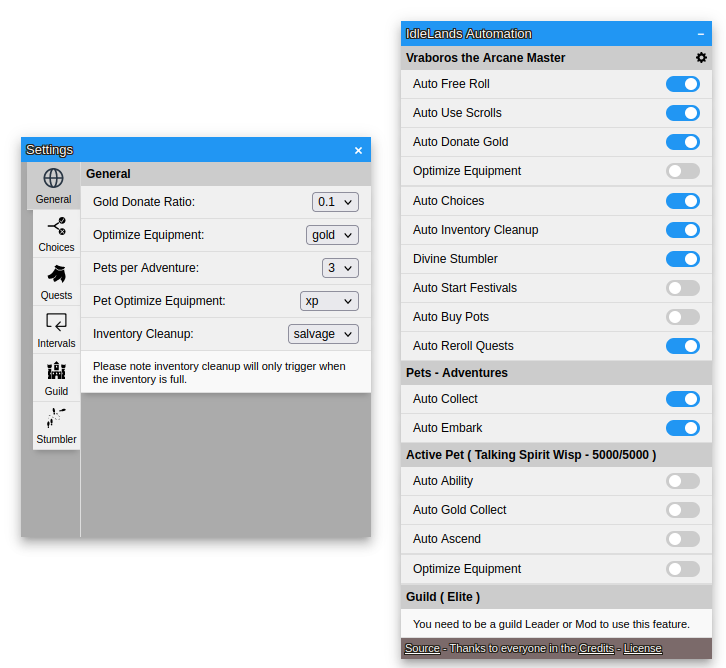 Settings ×
General
General
Choices
Quests
Intervals
Guild
Stumbler
Gold Donate Ratio: 0.1
Optimize Equipment: gold
Pets per Adventure: 3
Pet Optimize Equipment: xp
Inventory Cleanup: salvage
Please note inventory cleanup will only trigger when
the inventory is full.
IdleLands Automation –
Vraboros the Arcane Master
Auto Free Roll
Auto Use Scrolls
Auto Donate Gold
Optimize Equipment
Auto Choices
Auto Inventory Cleanup
Divine Stumbler
Auto Start Festivals
Auto Buy Pots
Auto Reroll Quests
Pets - Adventures
Auto Collect
Auto Embark
Active Pet ( Talking Spirit Wisp - 5000/5000 )
Auto Ability
Auto Gold Collect
Auto Ascend
Optimize Equipment
Guild ( Elite )
You need to be a guild Leader or Mod to use this feature.
Source - Thanks to everyone in the Credits - License